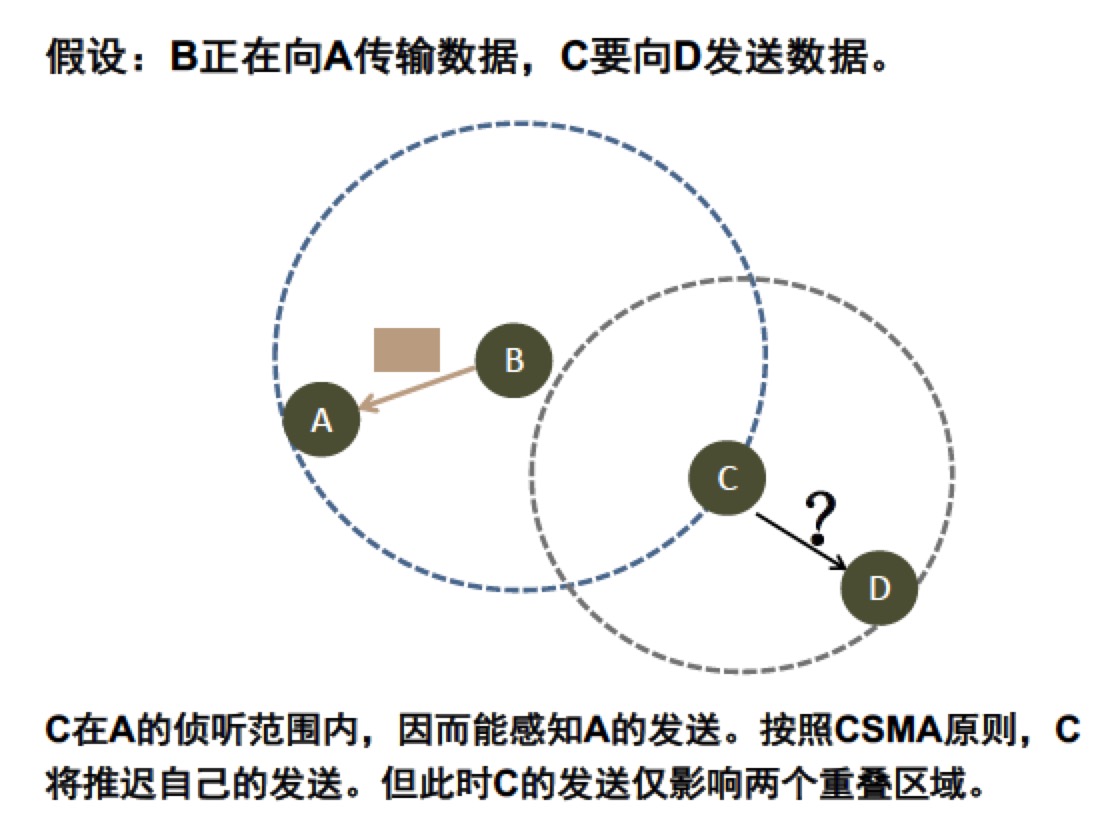 假设：B正在向A传输数据，C要向D发送数据。
B
A
C
?
D
C在A的侦听范围内，因而能感知A的发送。按照CSMA原则，C
将推迟自己的发送。但此时C的发送仅影响两个重叠区域。